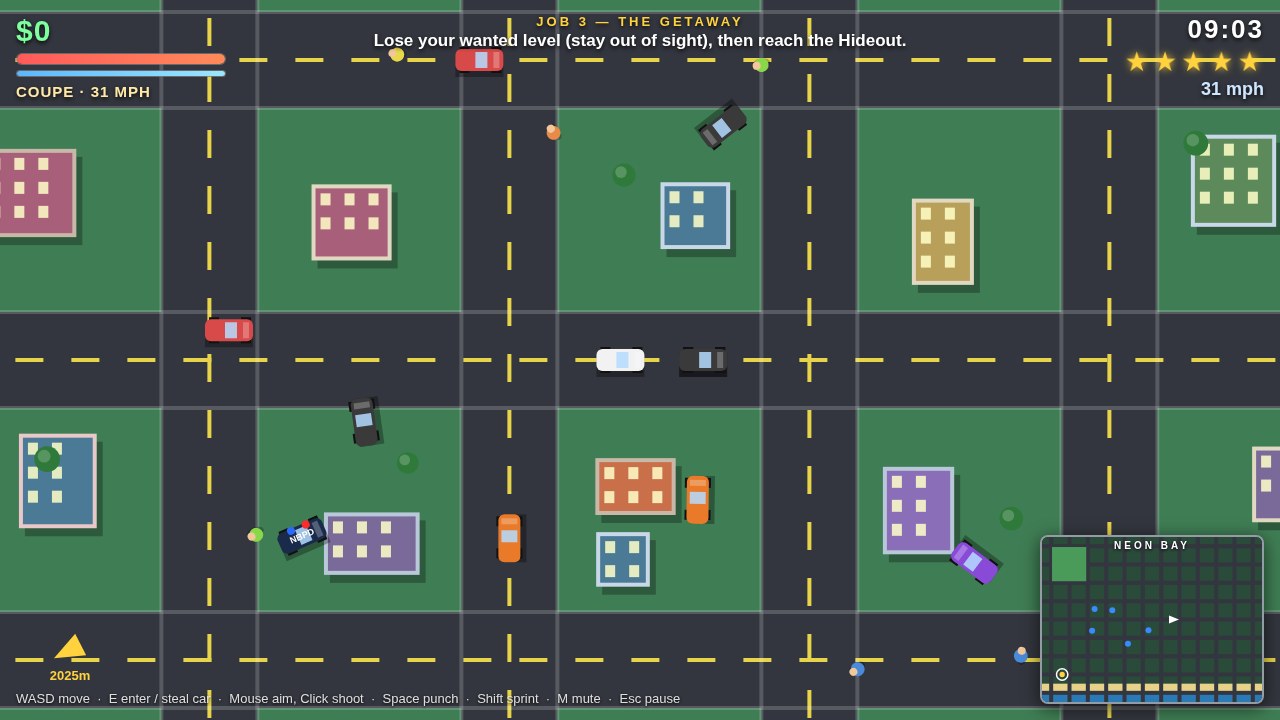 $0
JOB 3 — THE GETAWAY
Lose your wanted level (stay out of sight), then reach the Hideout.
09:03
COUPE · 31 MPH
31 mph
NBPD
NEON BAY
2025m
WASD move · E enter / steal car · Mouse aim, Click shoot · Space punch · Shift sprint · M mute · Esc pause